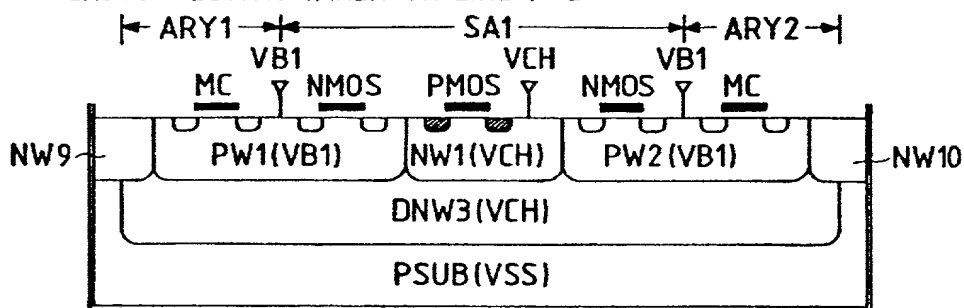 ARY1 SA1 ARY2
VB1 VCH VB1
MC NMOS PMOS NMOS MC
NW9 PW1(VB1) NW1(VCH) PW2(VB1) NW10
DNW3(VCH)
PSUB(VSS)